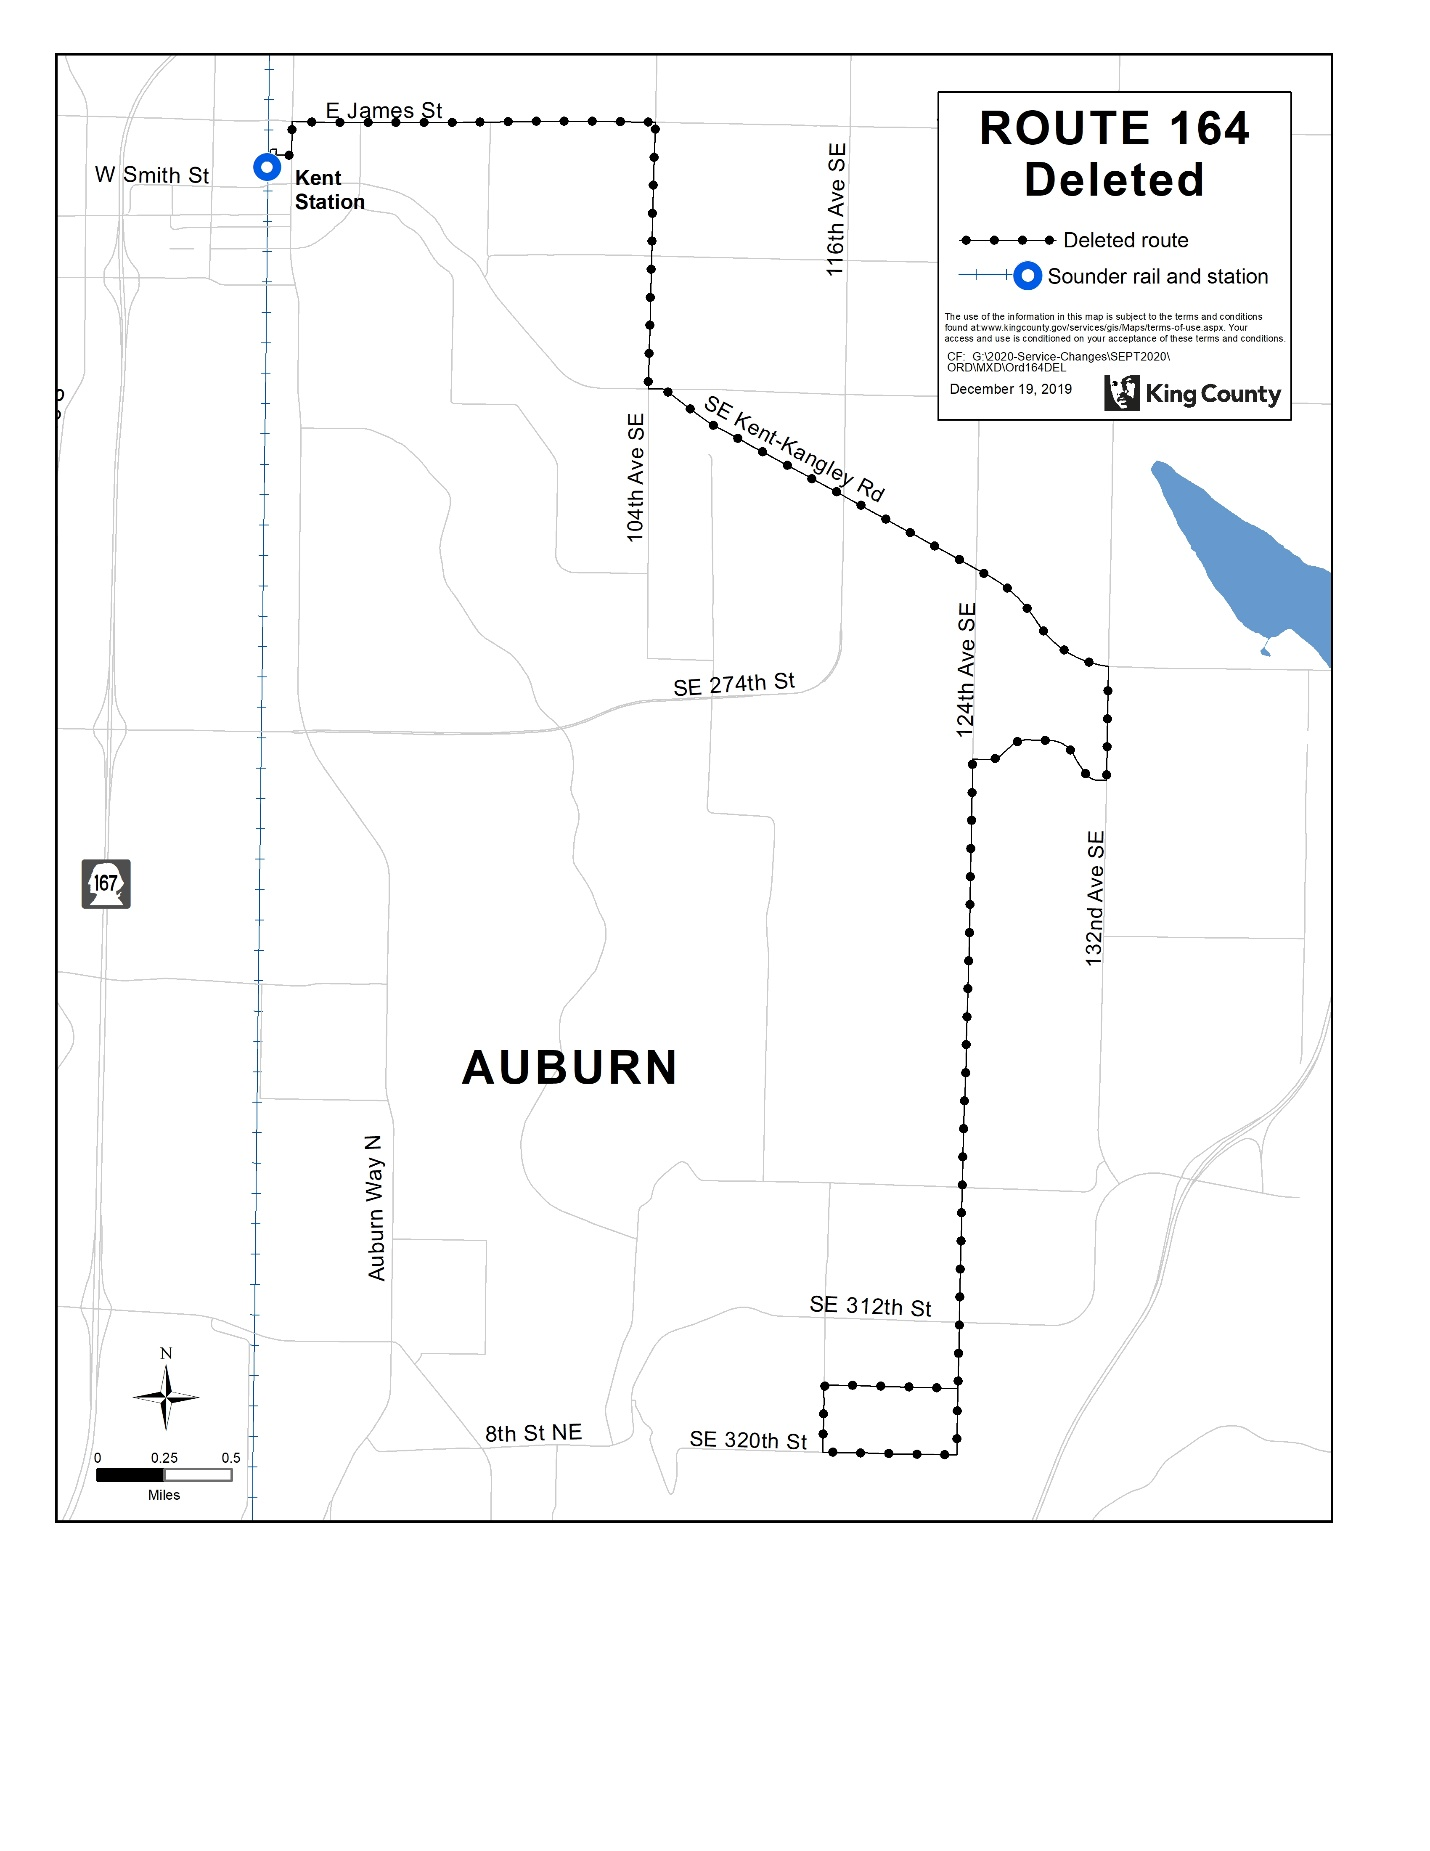 E James St
ROUTE 164
Deleted
W Smith St
Kent
Station
116th Ave SE
Deleted route
Sounder rail and station
The use of the information in this map is subject to the terms and conditions
found at:www.kingcounty.gov/services/gis/Maps/terms-of-use.aspx. Your
access and use is conditioned on your acceptance of these terms and conditions.
CF: G:\2020-Service-Changes\SEPT2020\
ORD\MXD\Ord164DEL
December 19, 2019
King County
SE Kent-Kangley Rd
104th Ave SE
124th Ave SE
SE 274th St
132nd Ave SE
167
AUBURN
Auburn Way N
SE 312th St
N
8th St NE
SE 320th St
0 0.25 0.5
Miles